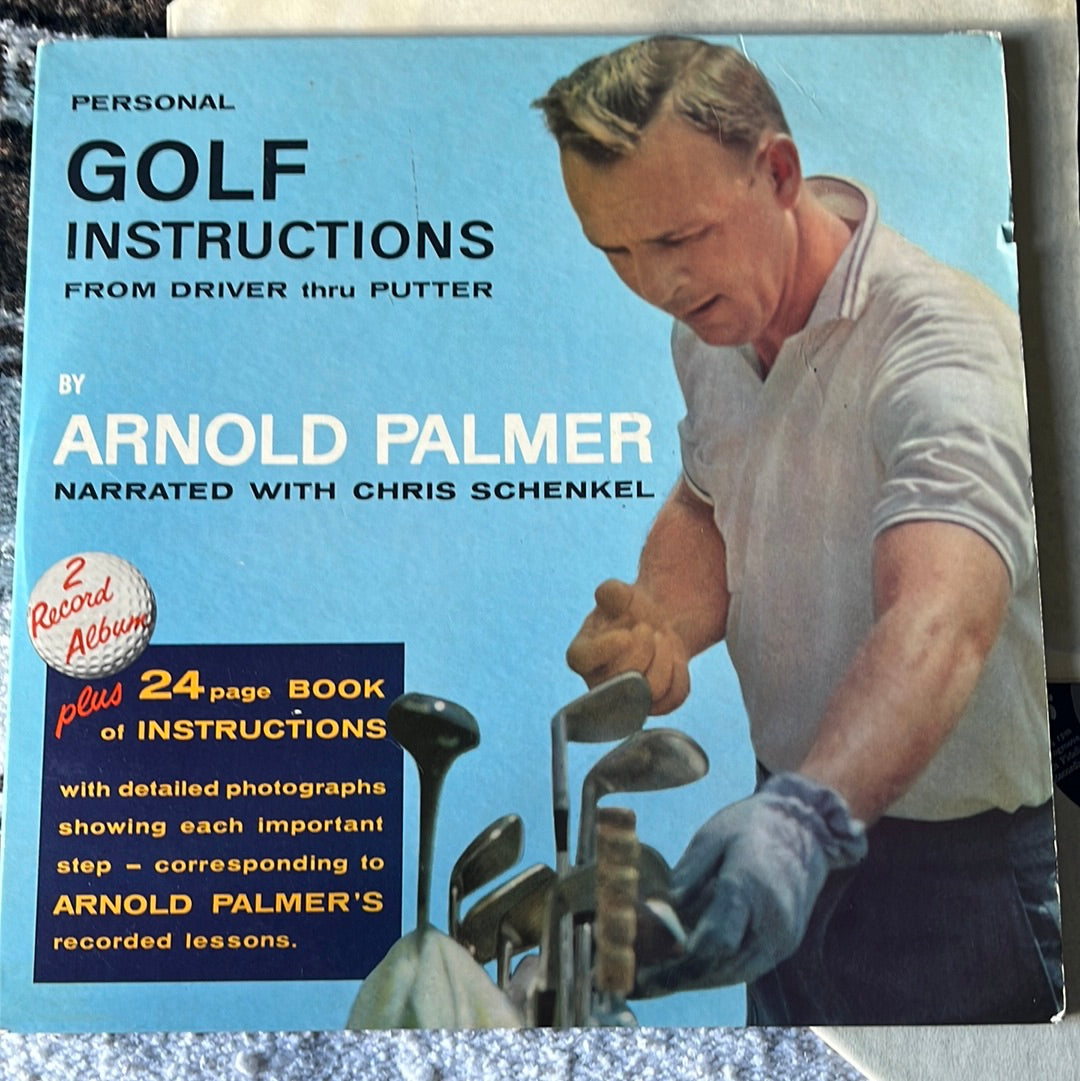 PERSONAL
GOLF
INSTRUCTIONS
FROM DRIVER thru PUTTER
BY
ARNOLD PALMER
NARRATED WITH CHRIS SCHENKEL
2
Record
Album
plus 24 page BOOK
of INSTRUCTIONS
with detailed photographs
showing each important
step – corresponding to
ARNOLD PALMER'S
recorded lessons.